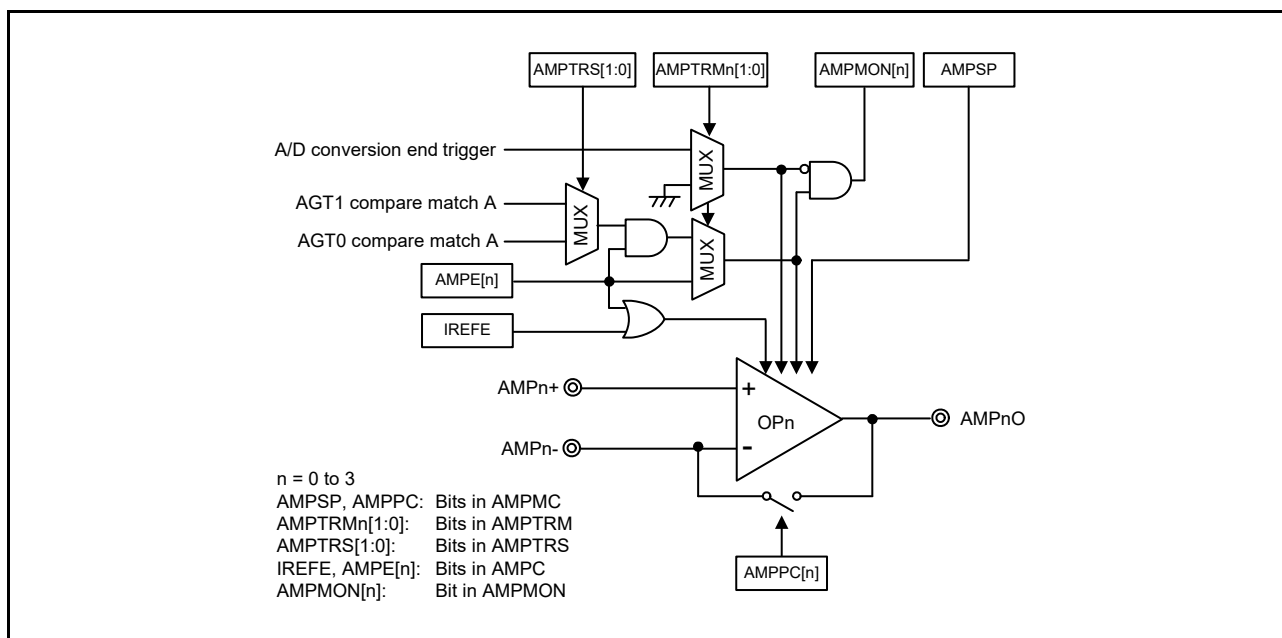 AMPTRS[1:0]
AMPTRMn[1:0]
AMPMON[n]
AMPSP
A/D conversion end trigger
MUX
AGT1 compare match A
MUX
AGT0 compare match A
MUX
AMPE[n]
IREFE
AMPn+
+
OPn
AMPnO
AMPn-
-
n = 0 to 3
AMPSP, AMPPC: Bits in AMPMC
AMPTRMn[1:0]: Bits in AMPTRM
AMPTRS[1:0]: Bits in AMPTRS
IREFE, AMPE[n]: Bits in AMPC
AMPMON[n]: Bit in AMPMON
AMPPC[n]